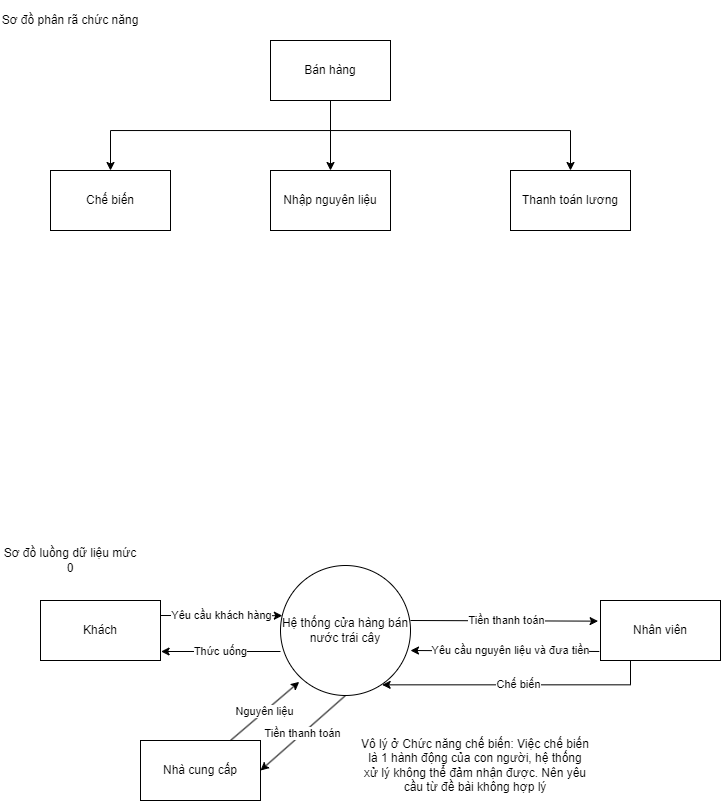 Sơ đồ phân rã chức năng
Bán hàng
Chế biến
Nhập nguyên liệu
Thanh toán lương
Sơ đồ luồng dữ liệu mức
0
Khách
Yêu cầu khách hàng
Thức uống
Hệ thống cửa hàng bán
nước trái cây
Tiền thanh toán
Yêu cầu nguyên liệu và đưa tiền
Chế biến
Nhân viên
Nguyên liệu
Tiền thanh toán
Nhà cung cấp
Vô lý ở Chức năng chế biến: Việc chế biến
là 1 hành động của con người, hệ thống
xử lý không thể đảm nhận được. Nên yêu
cầu từ đề bài không hợp lý